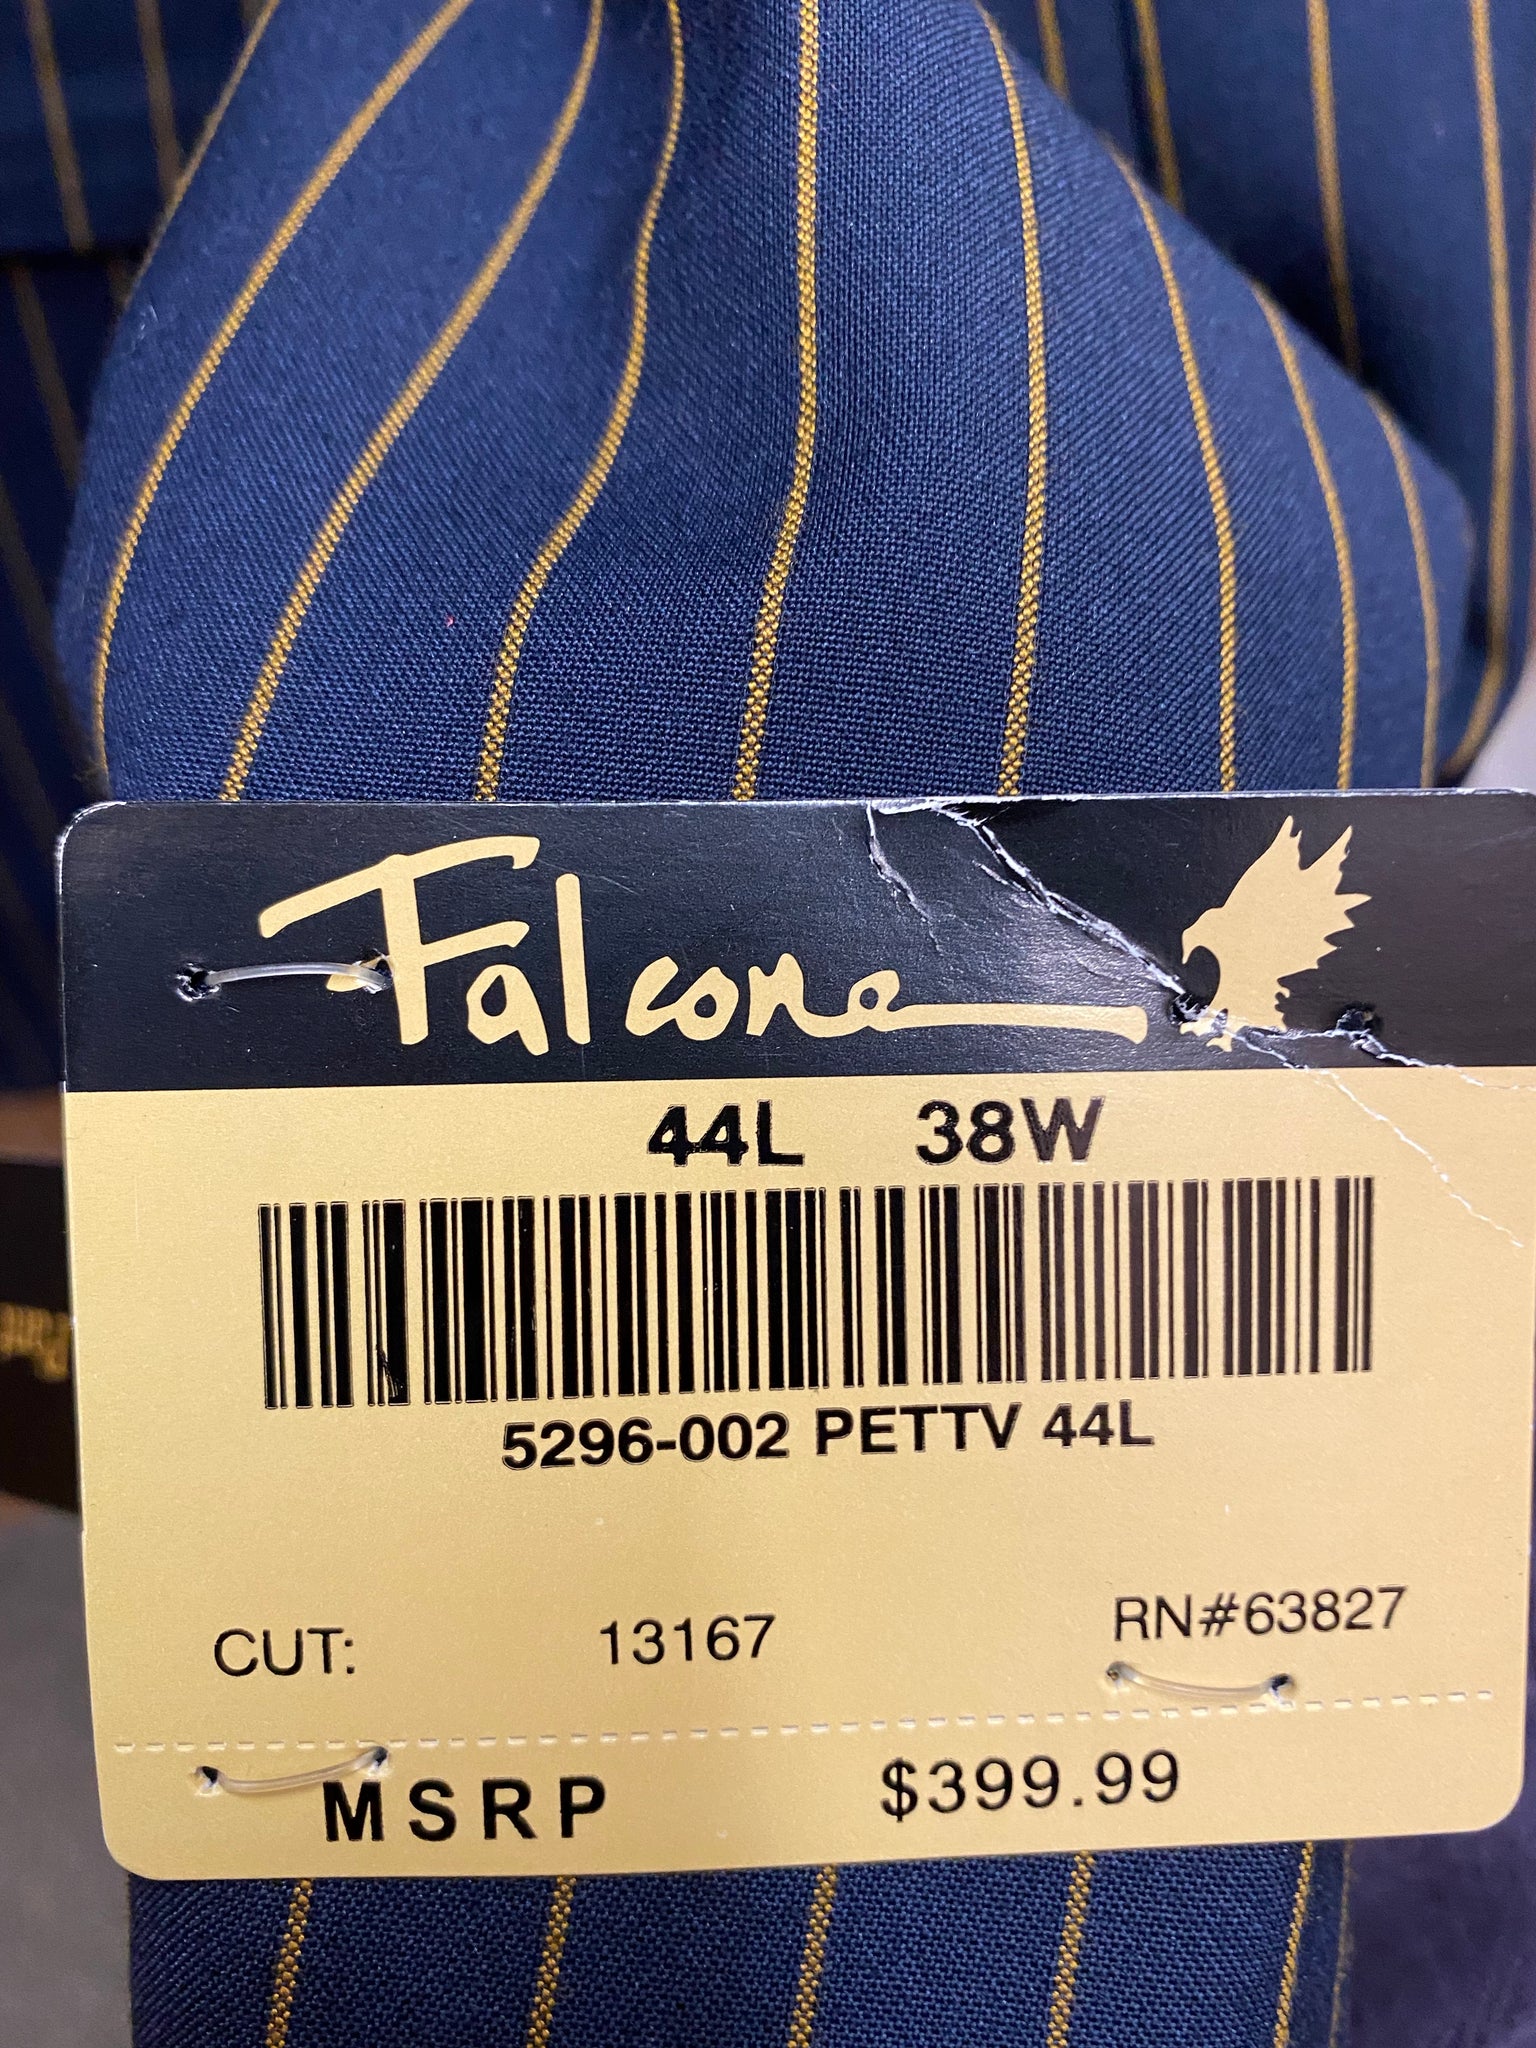 Falcone
44L 38W
5296-002 PETTV 44L
CUT: 13167 RN#63827
MSRP $399.99